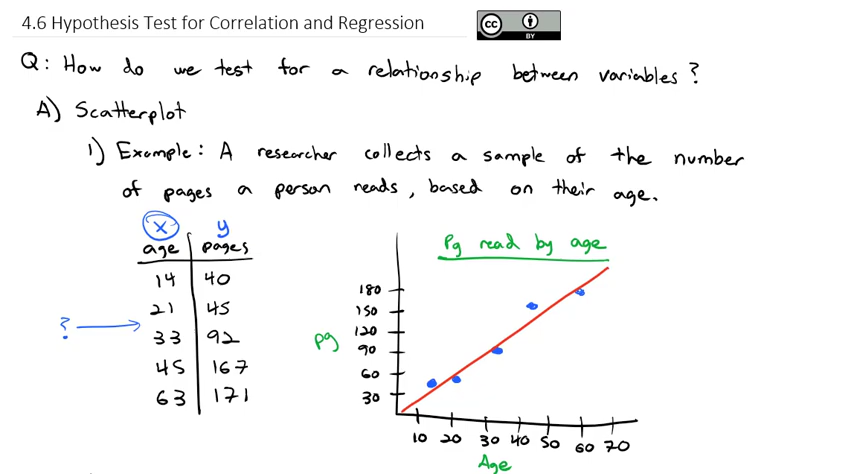 4.6 Hypothesis Test for Correlation and Regression
cc BY
Q: How do we test for a relationship between variables?
A) Scatterplot
1) Example: A researcher collects a sample of the number
of pages a person reads, based on their age.
x y
age pages
14 40
21 45
? 33 92
45 167
63 171
Pg read by age
180
150
120
90
60
30
pg
10 20 30 40 50 60 70
Age